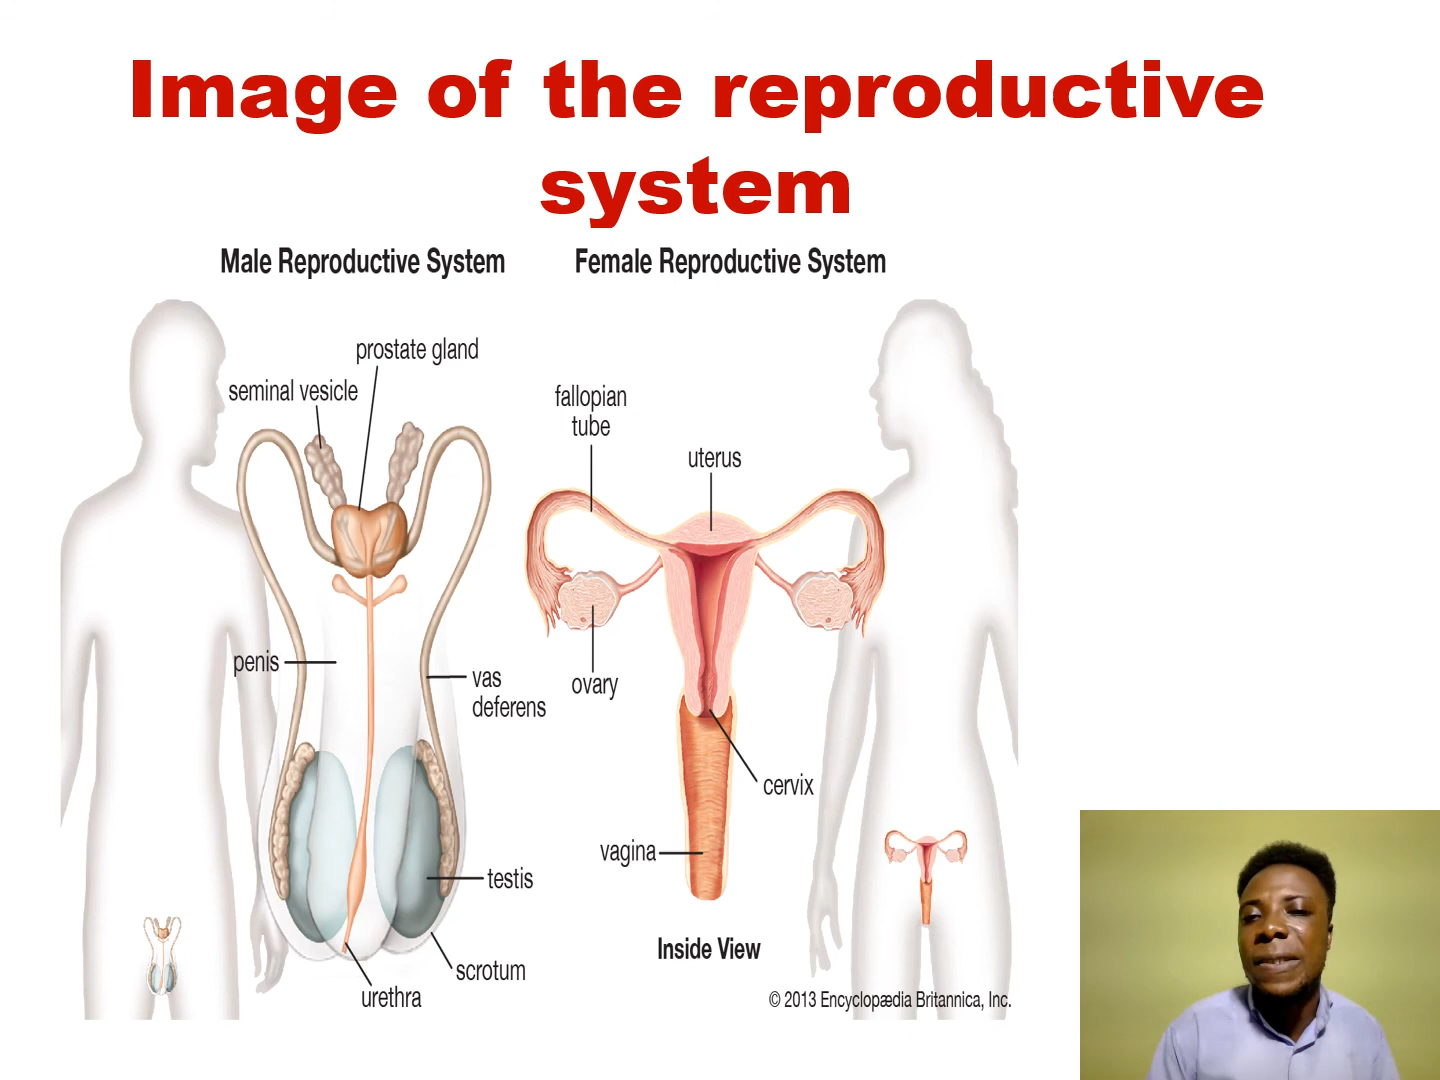 Image of the reproductive
system
Male Reproductive System
Female Reproductive System
prostate gland
seminal vesicle
penis
vas
deferens
testis
scrotum
urethra
fallopian
tube
uterus
ovary
cervix
vagina
Inside View
© 2013 Encyclopædia Britannica, Inc.